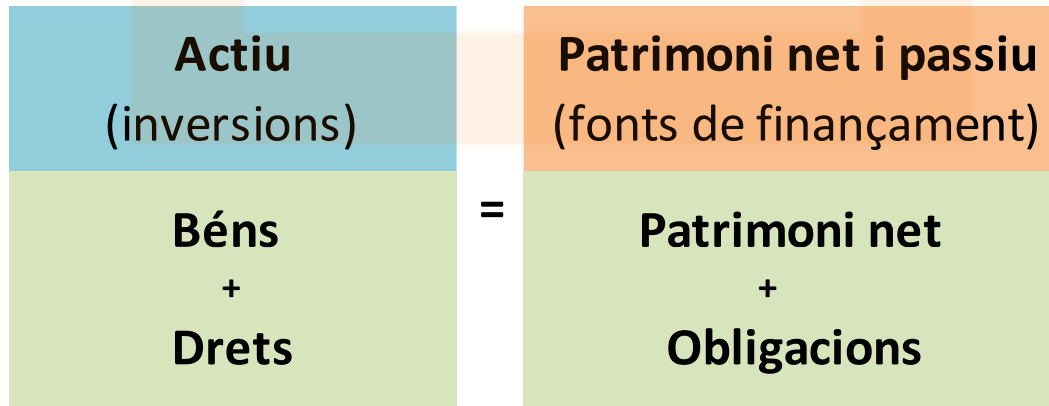 Actiu
(inversions)
Béns
+
Drets
=
Patrimoni net i passiu
(fonts de finançament)
Patrimoni net
+
Obligacions